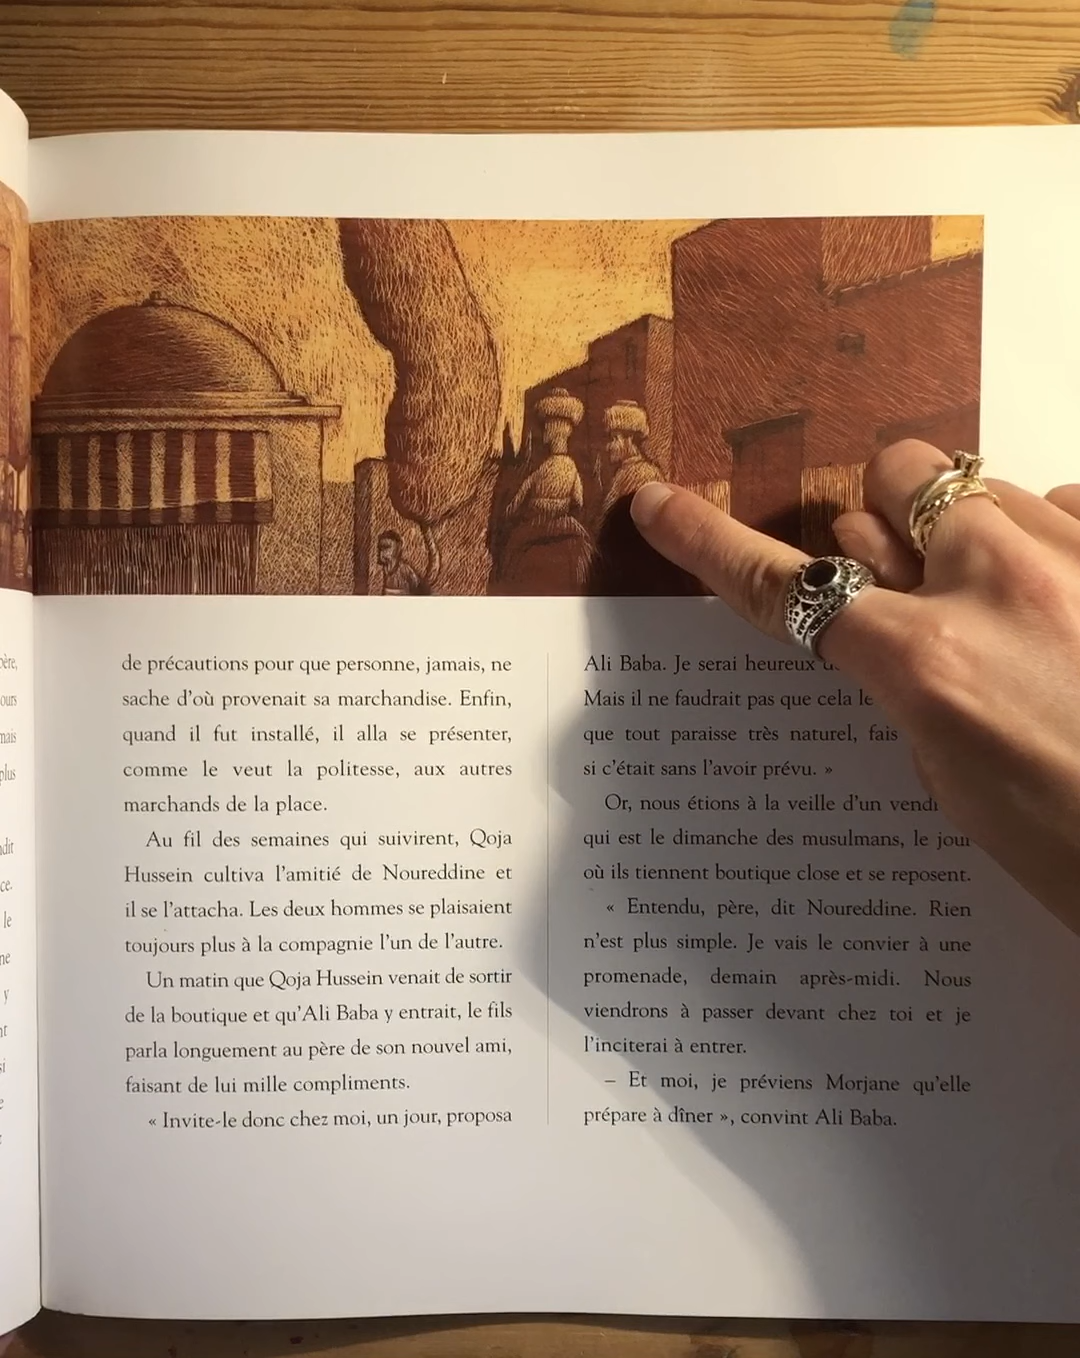 de précautions pour que personne, jamais, ne
sache d'où provenait sa marchandise. Enfin,
quand il fut installé, il alla se présenter,
comme le veut la politesse, aux autres
marchands de la place.
Au fil des semaines qui suivirent, Qoja
Hussein cultiva l'amitié de Noureddine et
il se l'attacha. Les deux hommes se plaisaient
toujours plus à la compagnie l'un de l'autre.
Un matin que Qoja Hussein venait de sortir
de la boutique et qu'Ali Baba y entrait, le fils
parla longuement au père de son nouvel ami,
faisant de lui mille compliments.
« Invite-le donc chez moi, un jour, proposa
Ali Baba. Je serai heureux
Mais il ne faudrait pas que cela le
que tout paraisse très naturel, fais
si c'était sans l'avoir prévu. »
Or, nous étions à la veille d'un
qui est le dimanche des musulmans, le jour
où ils tiennent boutique close et se reposent.
« Entendu, père, dit Noureddine. Rien
n'est plus simple. Je vais le convier à une
promenade, demain après-midi. Nous
viendrons à passer devant chez toi et je
l'inciterai à entrer.
– Et moi, je préviens Morjane qu'elle
prépare à dîner », convint Ali Baba.